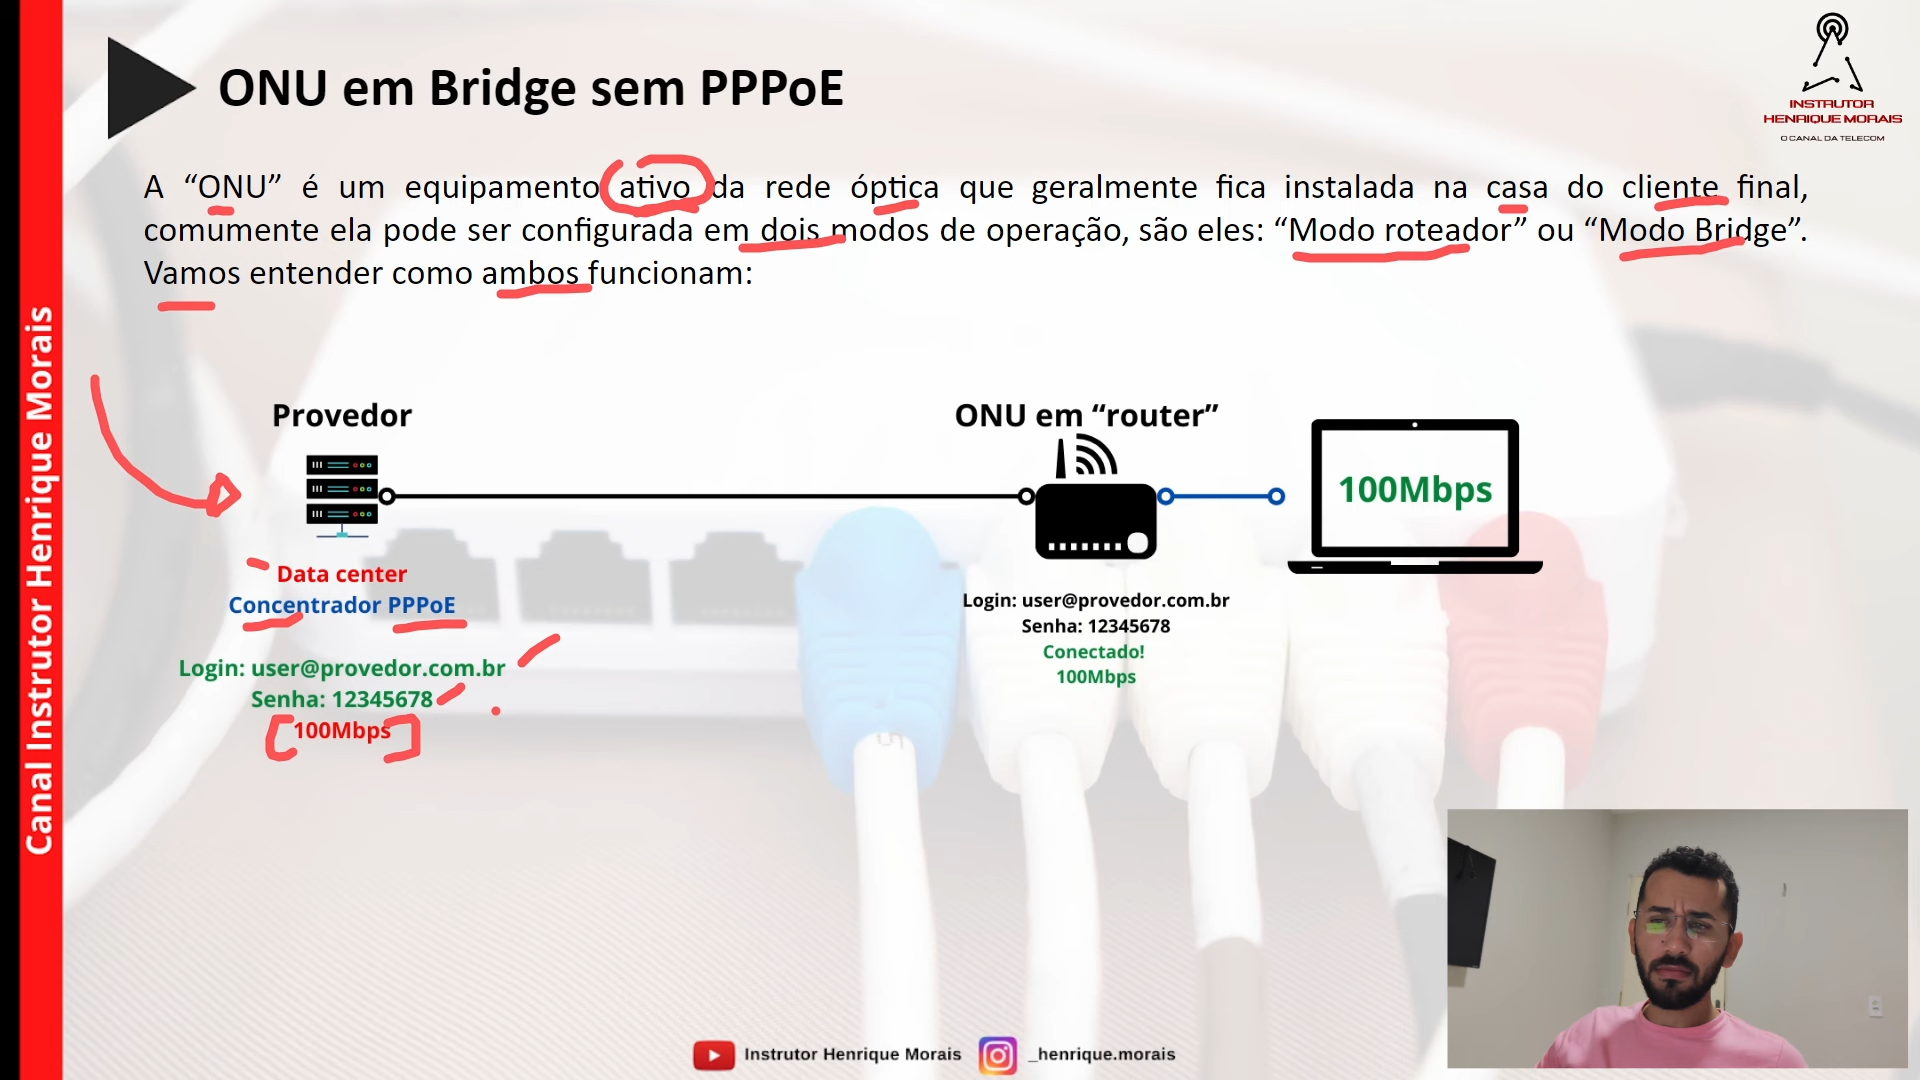 ONU em Bridge sem PPPoE
INSTRUTOR
HENRIQUE MORAIS
O CANAL DA TELECOM
A “ONU” é um equipamento ativo da rede óptica que geralmente fica instalada na casa do cliente final,
comumente ela pode ser configurada em dois modos de operação, são eles: “Modo roteador” ou “Modo Bridge”.
Vamos entender como ambos funcionam:
Canal Instrutor Henrique Morais
Provedor
Data center
Concentrador PPPoE
Login: user@provedor.com.br
Senha: 12345678
100Mbps
ONU em “router”
Login: user@provedor.com.br
Senha: 12345678
Conectado!
100Mbps
100Mbps
Instrutor Henrique Morais
_henrique.morais